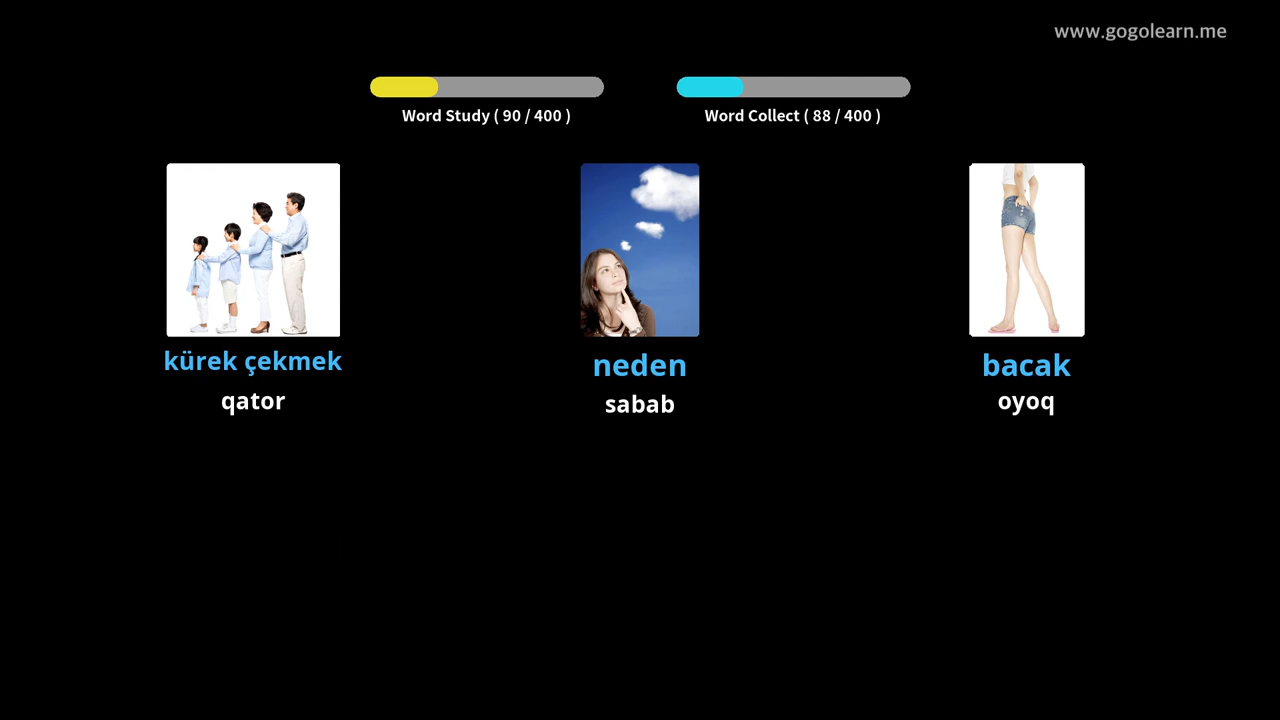 www.gogolearn.me
Word Study ( 90 / 400 )
Word Collect ( 88 / 400 )
kürek çekmek
qator
neden
sabab
bacak
oyoq